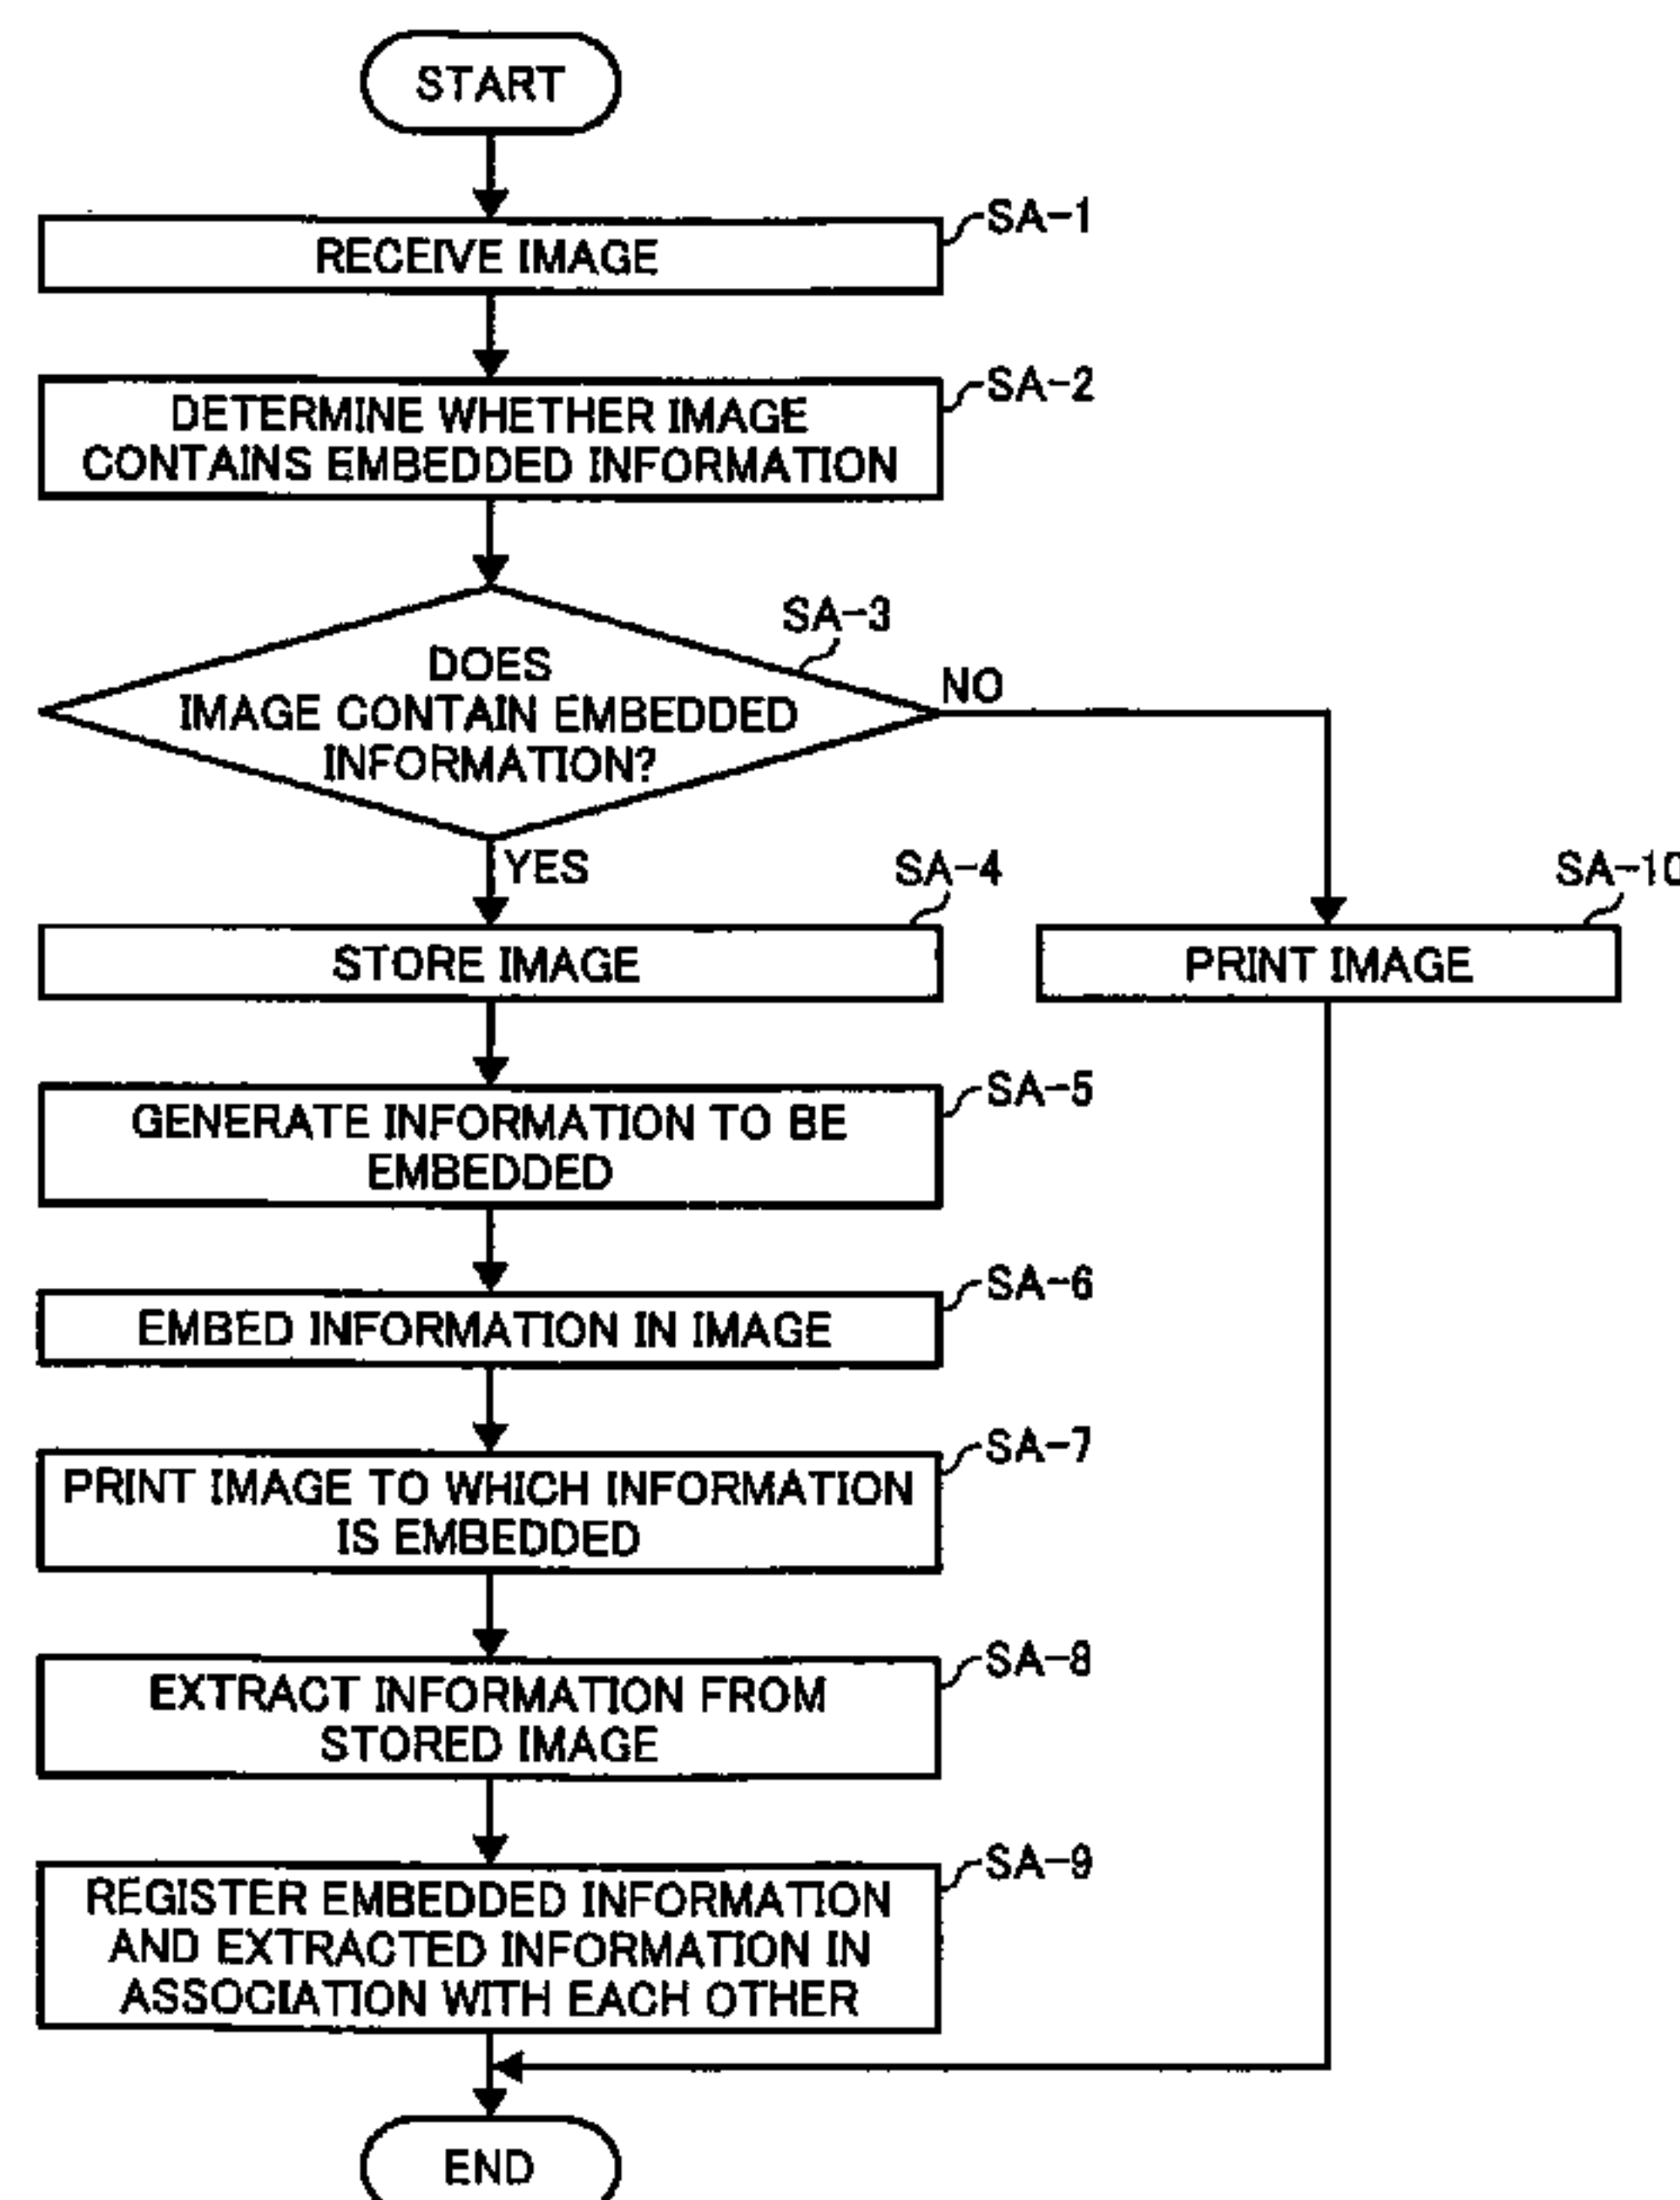 START
SA-1
RECEIVE IMAGE
SA-2
DETERMINE WHETHER IMAGE
CONTAINS EMBEDDED INFORMATION
SA-3
DOES
IMAGE CONTAIN EMBEDDED
INFORMATION?
NO
YES
SA-4
STORE IMAGE
SA-10
PRINT IMAGE
SA-5
GENERATE INFORMATION TO BE
EMBEDDED
SA-6
EMBED INFORMATION IN IMAGE
SA-7
PRINT IMAGE TO WHICH INFORMATION
IS EMBEDDED
SA-8
EXTRACT INFORMATION FROM
STORED IMAGE
SA-9
REGISTER EMBEDDED INFORMATION
AND EXTRACTED INFORMATION IN
ASSOCIATION WITH EACH OTHER
END